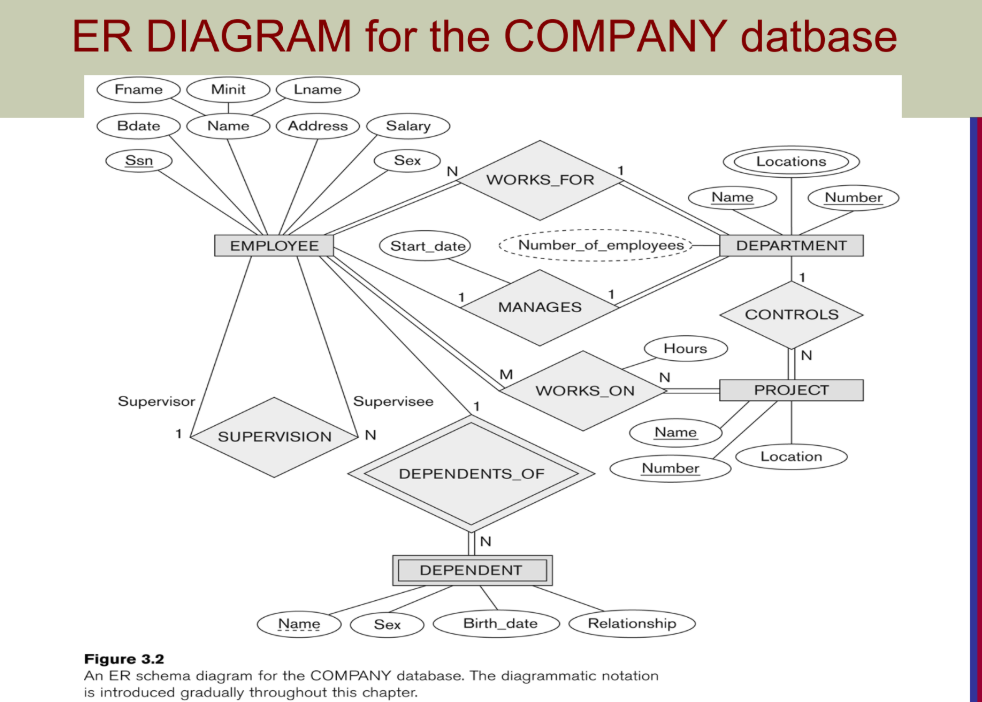 ER DIAGRAM for the COMPANY datbase
Fname Minit Lname
Bdate Name Address Salary
Ssn Sex
N WORKS_FOR 1
Locations
Name Number
EMPLOYEE Start_date Number_of_employees DEPARTMENT
1 MANAGES 1
1
CONTROLS
N
Hours
M WORKS_ON N PROJECT
Supervisor Supervisee
1 SUPERVISION N
1
Name
Number
Location
DEPENDENTS_OF
N
DEPENDENT
Name Sex Birth_date Relationship
Figure 3.2
An ER schema diagram for the COMPANY database. The diagrammatic notation
is introduced gradually throughout this chapter.